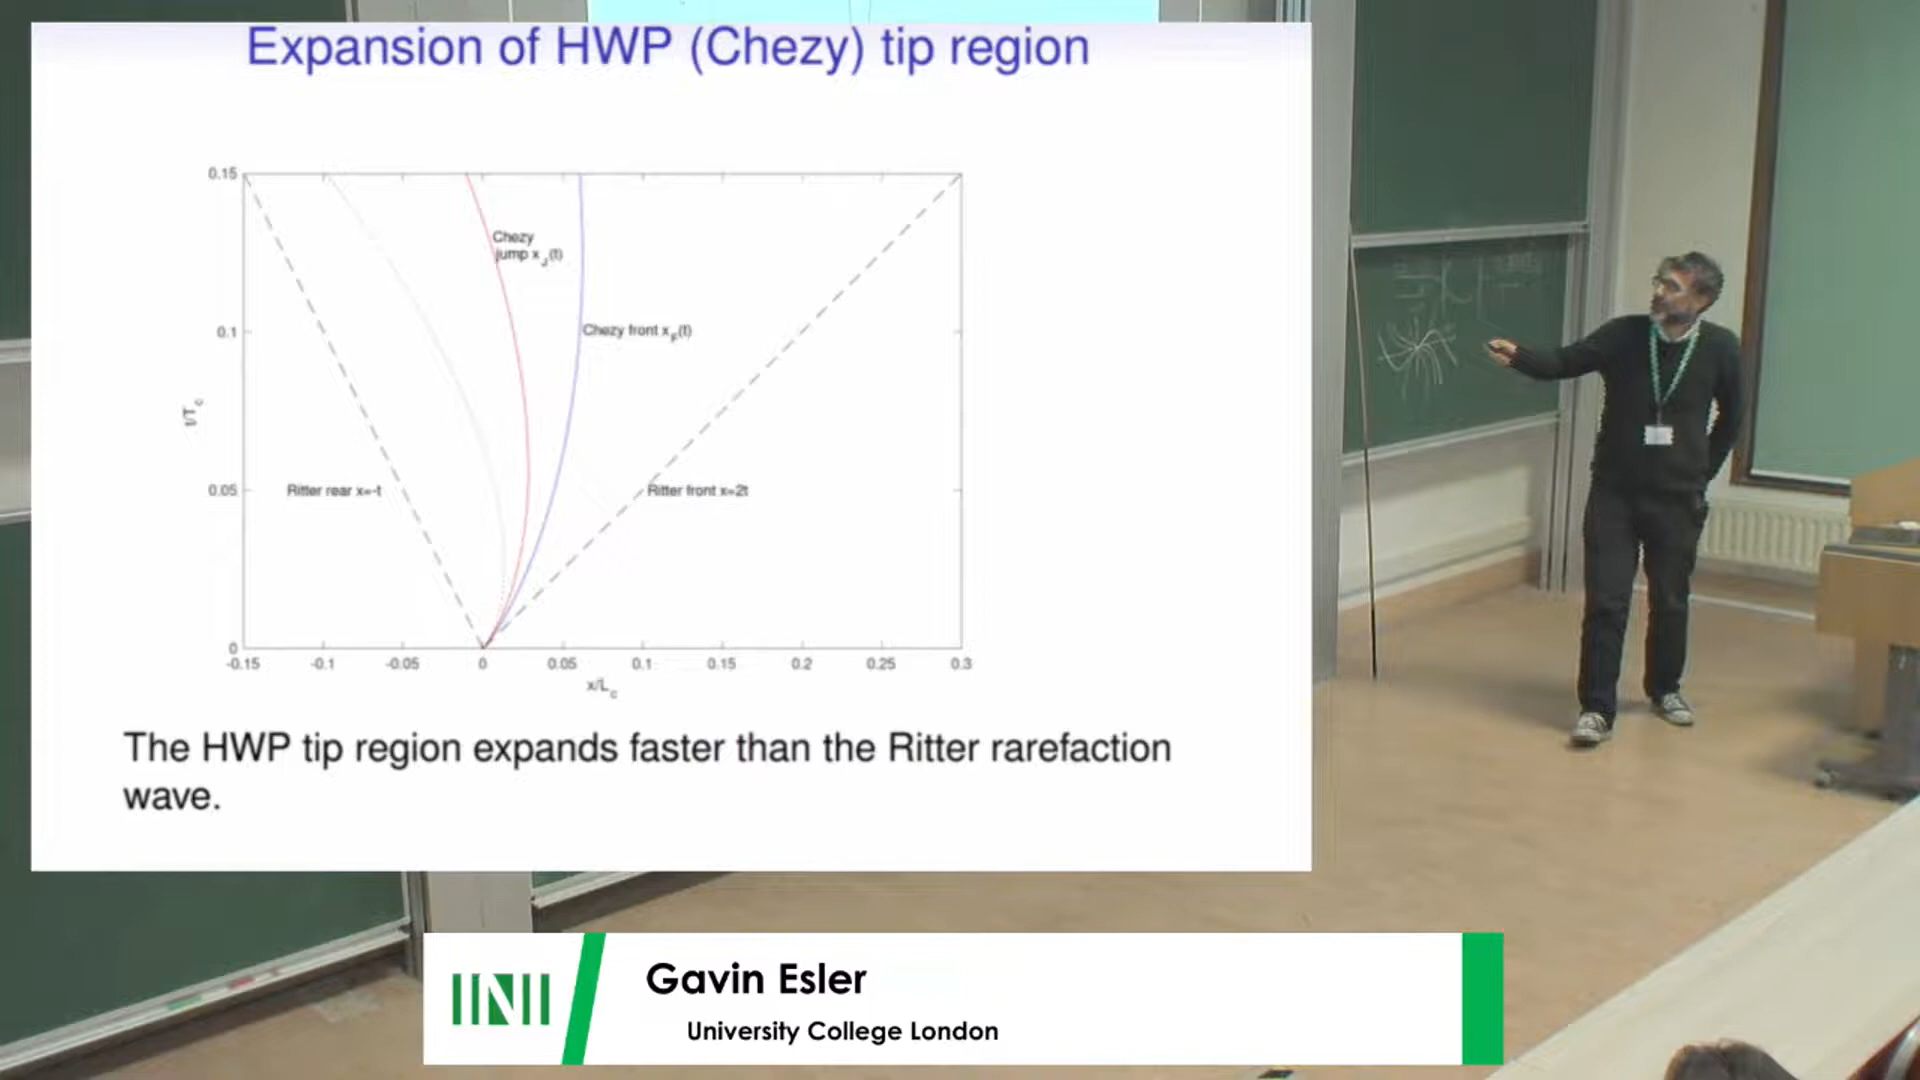 Expansion of HWP (Chezy) tip region
0.15
Chezy
jump x_J(t)
0.1
Chezy front x_F(t)
t/T_c
0.05
Ritter rear x=-t
Ritter front x=2t
0
-0.15 -0.1 -0.05 0 0.05 0.1 0.15 0.2 0.25 0.3
x/L_c
The HWP tip region expands faster than the Ritter rarefaction
wave.
INI
Gavin Esler
University College London